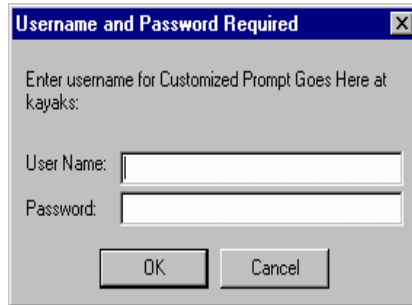 Username and Password Required
Enter username for Customized Prompt Goes Here at
kayaks:
User Name:
Password:
OK Cancel